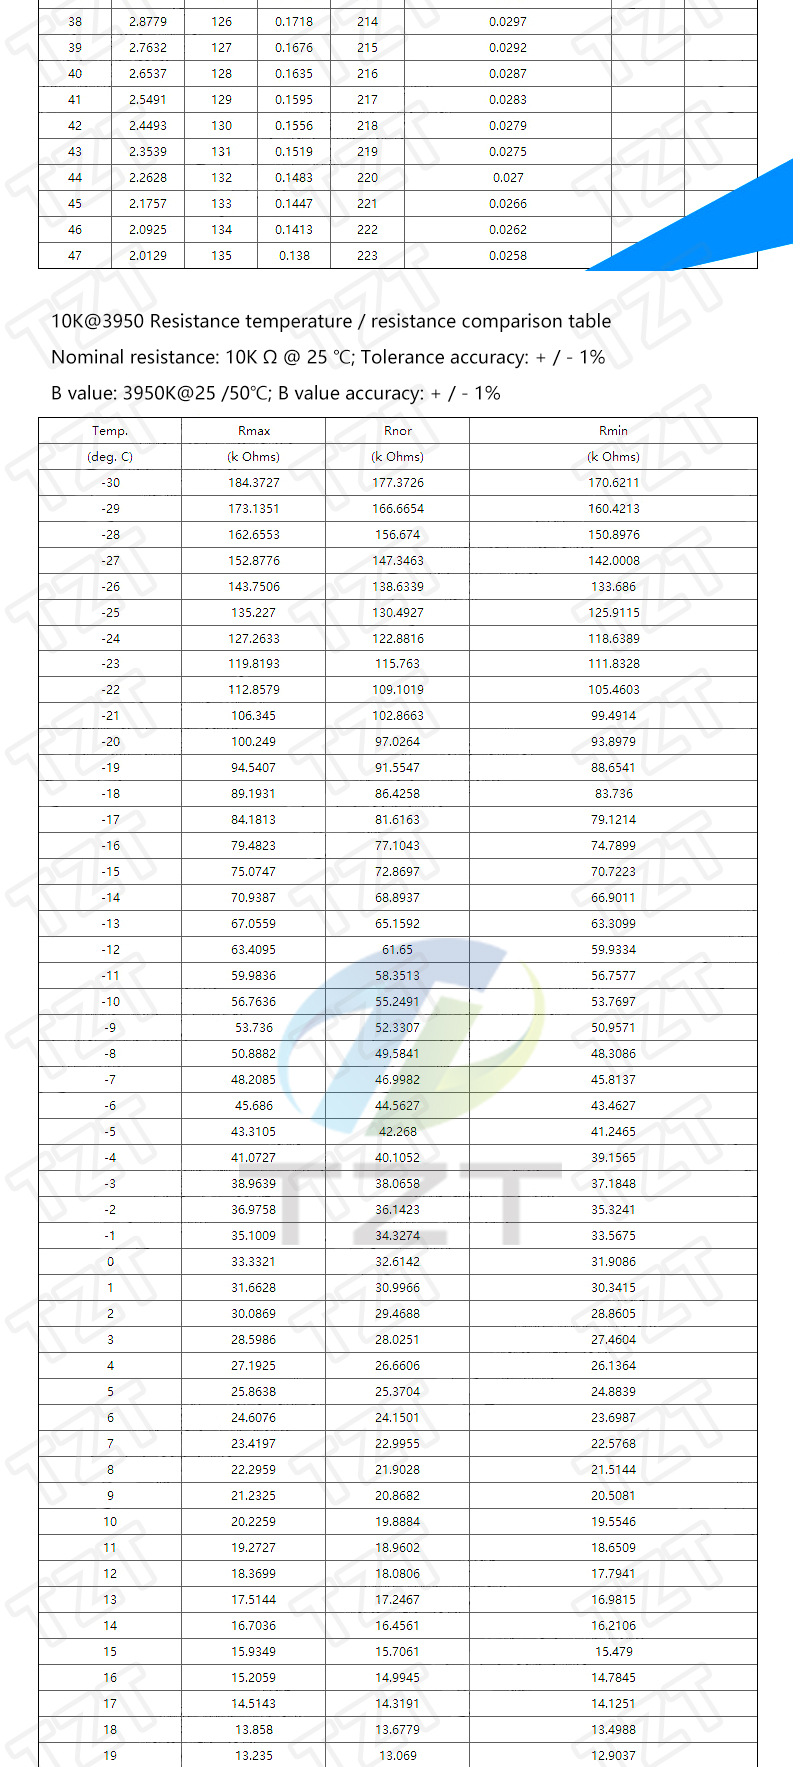 38 2.8779 126 0.1718 214 0.0297
39 2.7632 127 0.1676 215 0.0292
40 2.6537 128 0.1635 216 0.0287
41 2.5491 129 0.1595 217 0.0283
42 2.4493 130 0.1556 218 0.0279
43 2.3539 131 0.1519 219 0.0275
44 2.2628 132 0.1483 220 0.027
45 2.1757 133 0.1447 221 0.0266
46 2.0925 134 0.1413 222 0.0262
47 2.0129 135 0.138 223 0.0258
10K@3950 Resistance temperature / resistance comparison table
Nominal resistance: 10K Ω @ 25 ℃; Tolerance accuracy: + / - 1%
B value: 3950K@25 /50℃; B value accuracy: + / - 1%
Temp. Rmax Rnor Rmin
(deg. C) (k Ohms) (k Ohms) (k Ohms)
-30 184.3727 177.3726 170.6211
-29 173.1351 166.6654 160.4213
-28 162.6553 156.674 150.8976
-27 152.8776 147.3463 142.0008
-26 143.7506 138.6339 133.686
-25 135.227 130.4927 125.9115
-24 127.2633 122.8816 118.6389
-23 119.8193 115.763 111.8328
-22 112.8579 109.1019 105.4603
-21 106.345 102.8663 99.4914
-20 100.249 97.0264 93.8979
-19 94.5407 91.5547 88.6541
-18 89.1931 86.4258 83.736
-17 84.1813 81.6163 79.1214
-16 79.4823 77.1043 74.7899
-15 75.0747 72.8697 70.7223
-14 70.9387 68.8937 66.9011
-13 67.0559 65.1592 63.3099
-12 63.4095 61.65 59.9334
-11 59.9836 58.3513 56.7577
-10 56.7636 55.2491 53.7697
-9 53.736 52.3307 50.9571
-8 50.8882 49.5841 48.3086
-7 48.2085 46.9982 45.8137
-6 45.686 44.5627 43.4627
-5 43.3105 42.268 41.2465
-4 41.0727 40.1052 39.1565
-3 38.9639 38.0658 37.1848
-2 36.9758 36.1423 35.3241
-1 35.1009 34.3274 33.5675
0 33.3321 32.6142 31.9086
1 31.6628 30.9966 30.3415
2 30.0869 29.4688 28.8605
3 28.5986 28.0251 27.4604
4 27.1925 26.6606 26.1364
5 25.8638 25.3704 24.8839
6 24.6076 24.1501 23.6987
7 23.4197 22.9955 22.5768
8 22.2959 21.9028 21.5144
9 21.2325 20.8682 20.5081
10 20.2259 19.8884 19.5546
11 19.2727 18.9602 18.6509
12 18.3699 18.0806 17.7941
13 17.5144 17.2467 16.9815
14 16.7036 16.4561 16.2106
15 15.9349 15.7061 15.479
16 15.2059 14.9945 14.7845
17 14.5143 14.3191 14.1251
18 13.858 13.6779 13.4988
19 13.235 13.069 12.9037
TZT